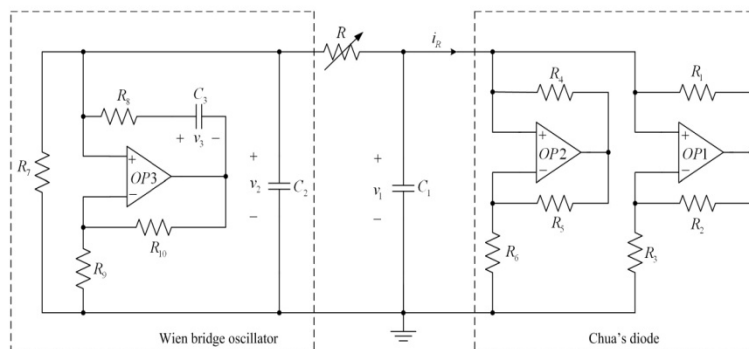 R
i_R
R_8
C_3
+ v_3 −
R_7
+
OP3
−
R_10
R_9
+
v_2
−
C_2
+
v_1
−
C_1
R_4
+
OP2
−
R_5
R_6
R_1
+
OP1
−
R_2
R_3
Wien bridge oscillator
Chua's diode